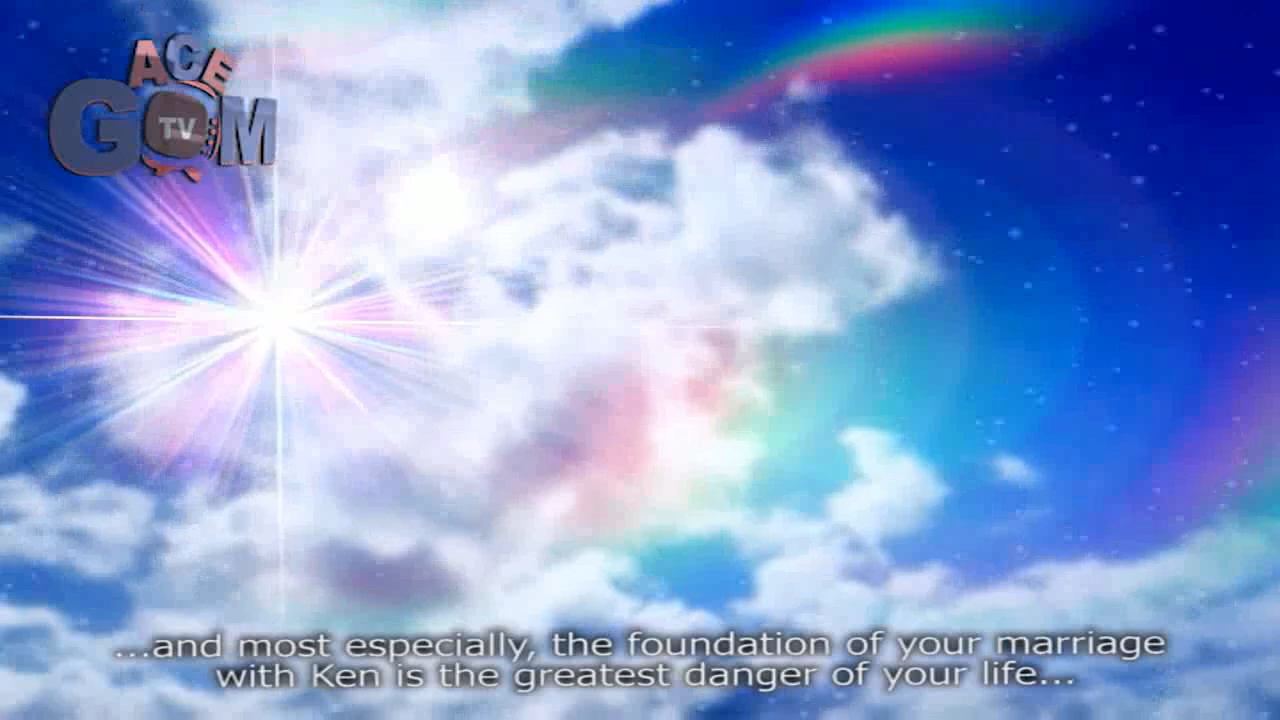 ACE
GOM
TV
...and most especially, the foundation of your marriage
with Ken is the greatest danger of your life...